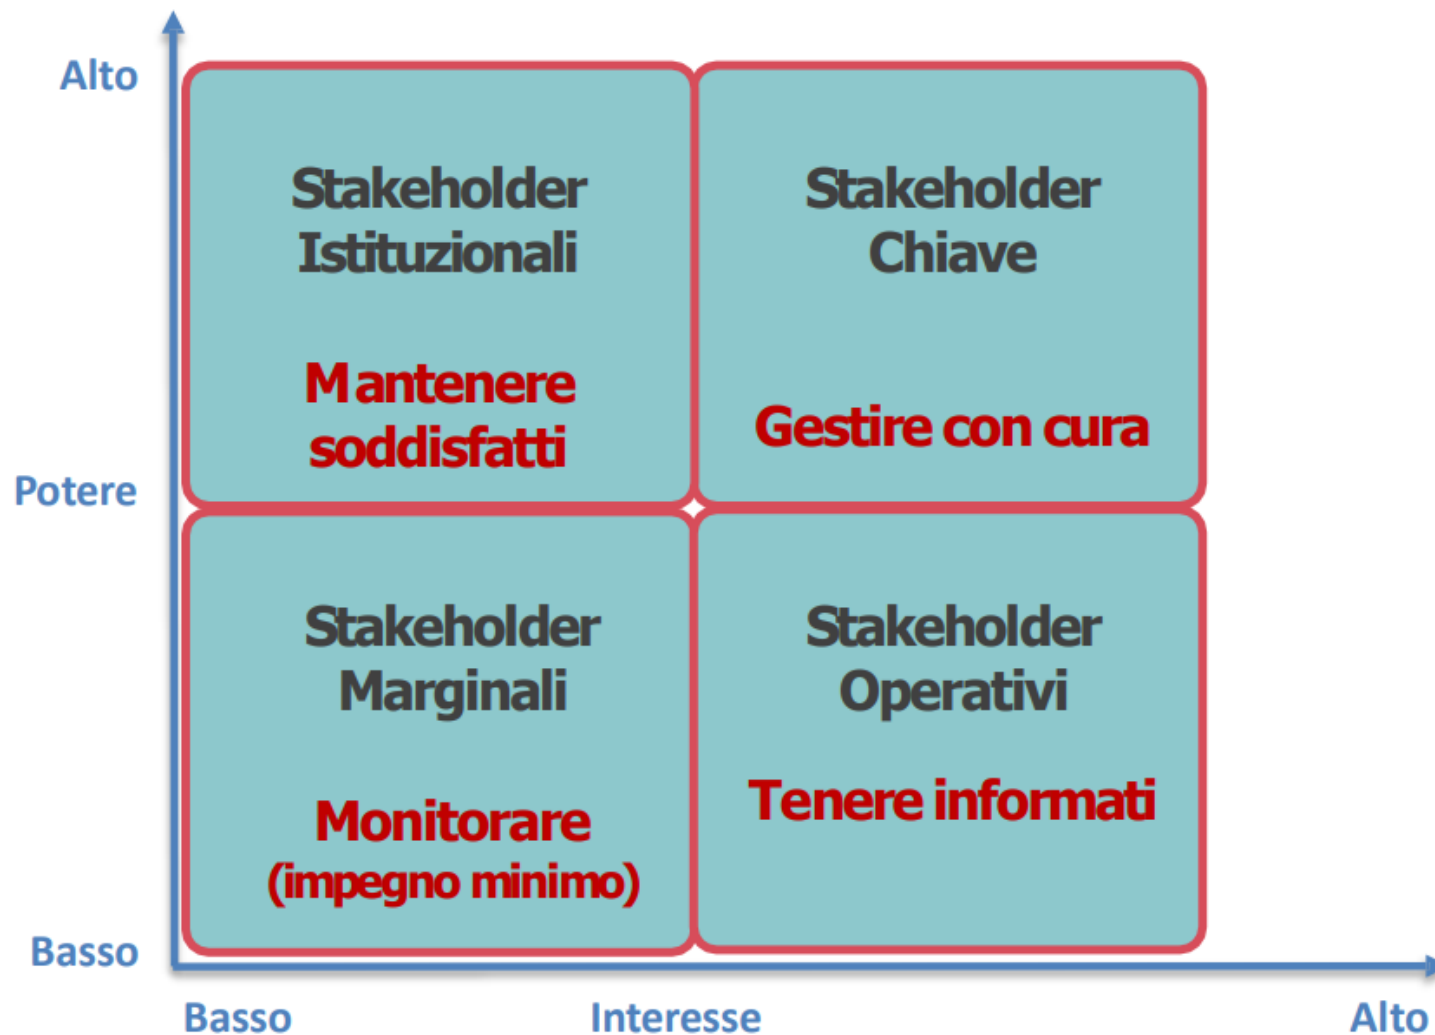 Alto
Stakeholder
Istituzionali
Mantenere
soddisfatti
Stakeholder
Chiave
Gestire con cura
Potere
Stakeholder
Marginali
Monitorare
(impegno minimo)
Stakeholder
Operativi
Tenere informati
Basso
Basso
Interesse
Alto